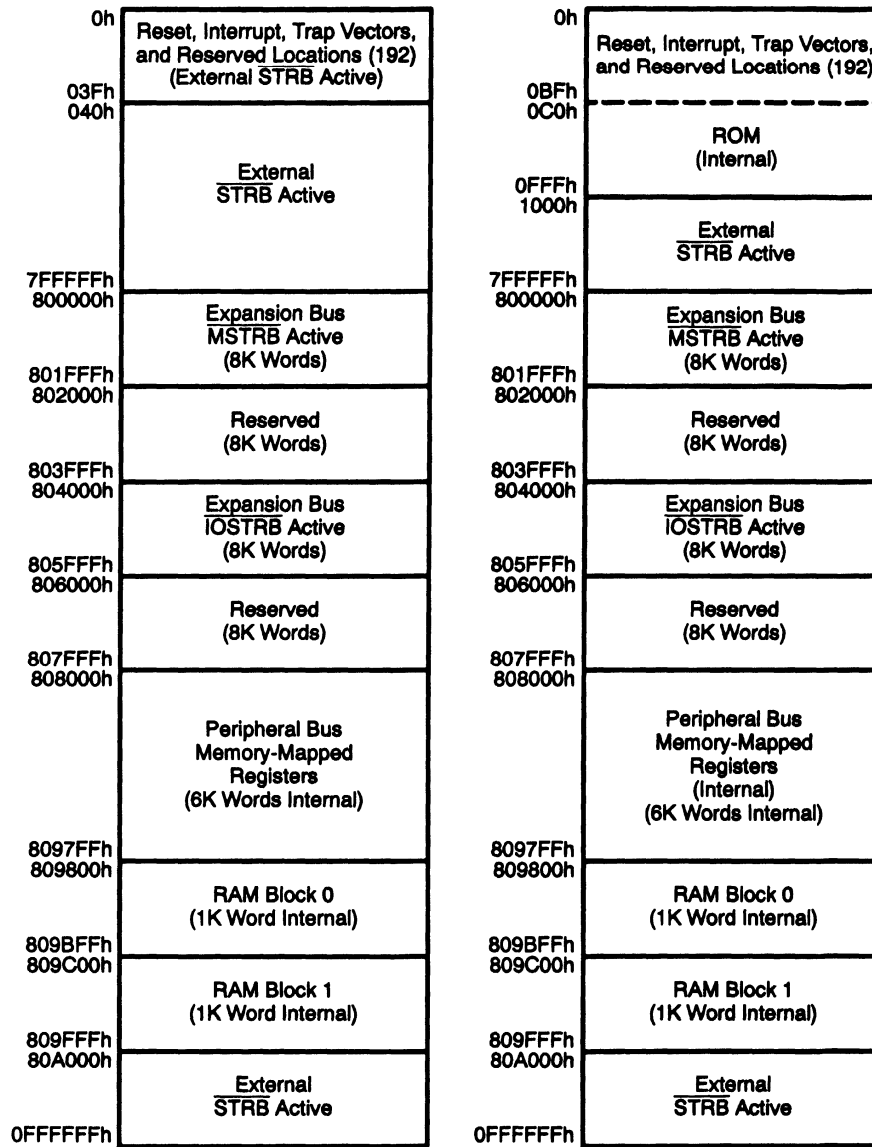 0h
Reset, Interrupt, Trap Vectors,
and Reserved Locations (192)
(External STRB Active)
03Fh
040h
External
STRB Active
7FFFFFh
800000h
Expansion Bus
MSTRB Active
(8K Words)
801FFFh
802000h
Reserved
(8K Words)
803FFFh
804000h
Expansion Bus
IOSTRB Active
(8K Words)
805FFFh
806000h
Reserved
(8K Words)
807FFFh
808000h
Peripheral Bus
Memory-Mapped
Registers
(6K Words Internal)
8097FFh
809800h
RAM Block 0
(1K Word Internal)
809BFFh
809C00h
RAM Block 1
(1K Word Internal)
809FFFh
80A000h
External
STRB Active
0FFFFFFh
0h
Reset, Interrupt, Trap Vectors,
and Reserved Locations (192)
0BFh
0C0h
ROM
(Internal)
0FFFh
1000h
External
STRB Active
7FFFFFh
800000h
Expansion Bus
MSTRB Active
(8K Words)
801FFFh
802000h
Reserved
(8K Words)
803FFFh
804000h
Expansion Bus
IOSTRB Active
(8K Words)
805FFFh
806000h
Reserved
(8K Words)
807FFFh
808000h
Peripheral Bus
Memory-Mapped
Registers
(Internal)
(6K Words Internal)
8097FFh
809800h
RAM Block 0
(1K Word Internal)
809BFFh
809C00h
RAM Block 1
(1K Word Internal)
809FFFh
80A000h
External
STRB Active
0FFFFFFh